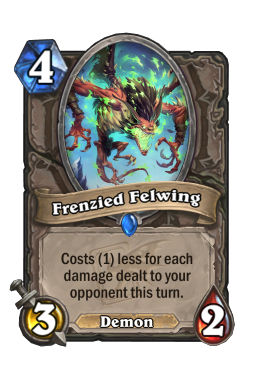 4
Frenzied Felwing
Costs (1) less for each
damage dealt to your
opponent this turn.
3
Demon
2